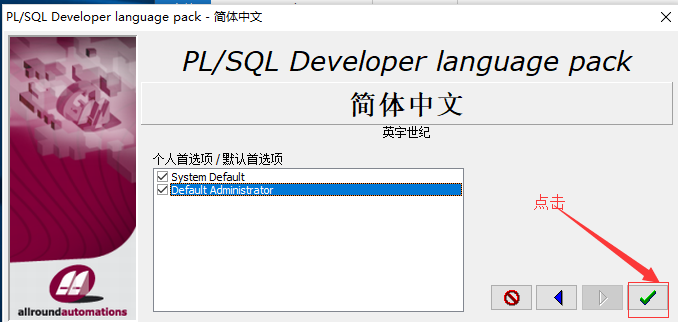 PL/SQL Developer language pack - 简体中文
PL/SQL Developer language pack
简体中文
英宇世纪
个人首选项 / 默认首选项
System Default
Default Administrator
点击
allroundautomations